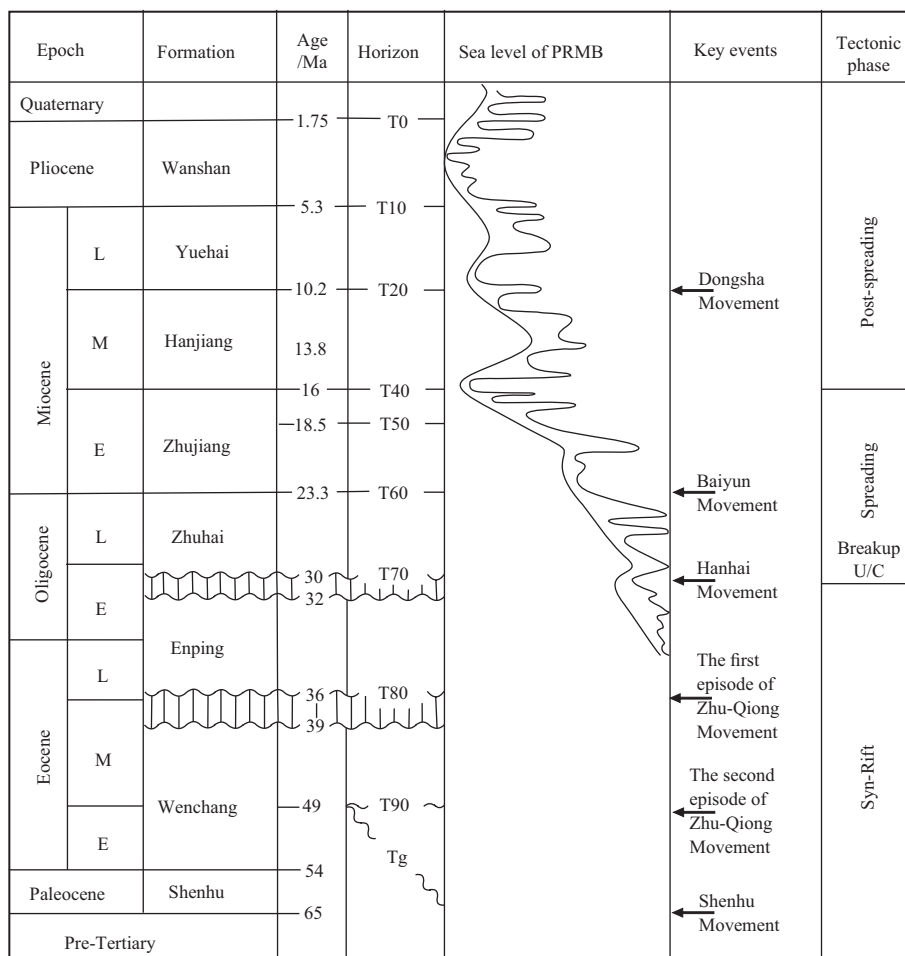 Epoch
Formation
Age
/Ma
Horizon
Sea level of PRMB
Key events
Tectonic
phase
Quaternary
1.75
T0
Pliocene
Wanshan
5.3
T10
Miocene
L
Yuehai
10.2
T20
Dongsha
Movement
Post-spreading
M
Hanjiang
13.8
16
T40
18.5
T50
E
Zhujiang
23.3
T60
Baiyun
Movement
Spreading
Oligocene
L
Zhuhai
Breakup
U/C
30
T70
Hanhai
Movement
32
E
Enping
Eocene
L
36
T80
The first
episode of
Zhu-Qiong
Movement
39
M
Wenchang
49
T90
The second
episode of
Zhu-Qiong
Movement
Syn-Rift
E
Tg
54
Paleocene
Shenhu
65
Shenhu
Movement
Pre-Tertiary